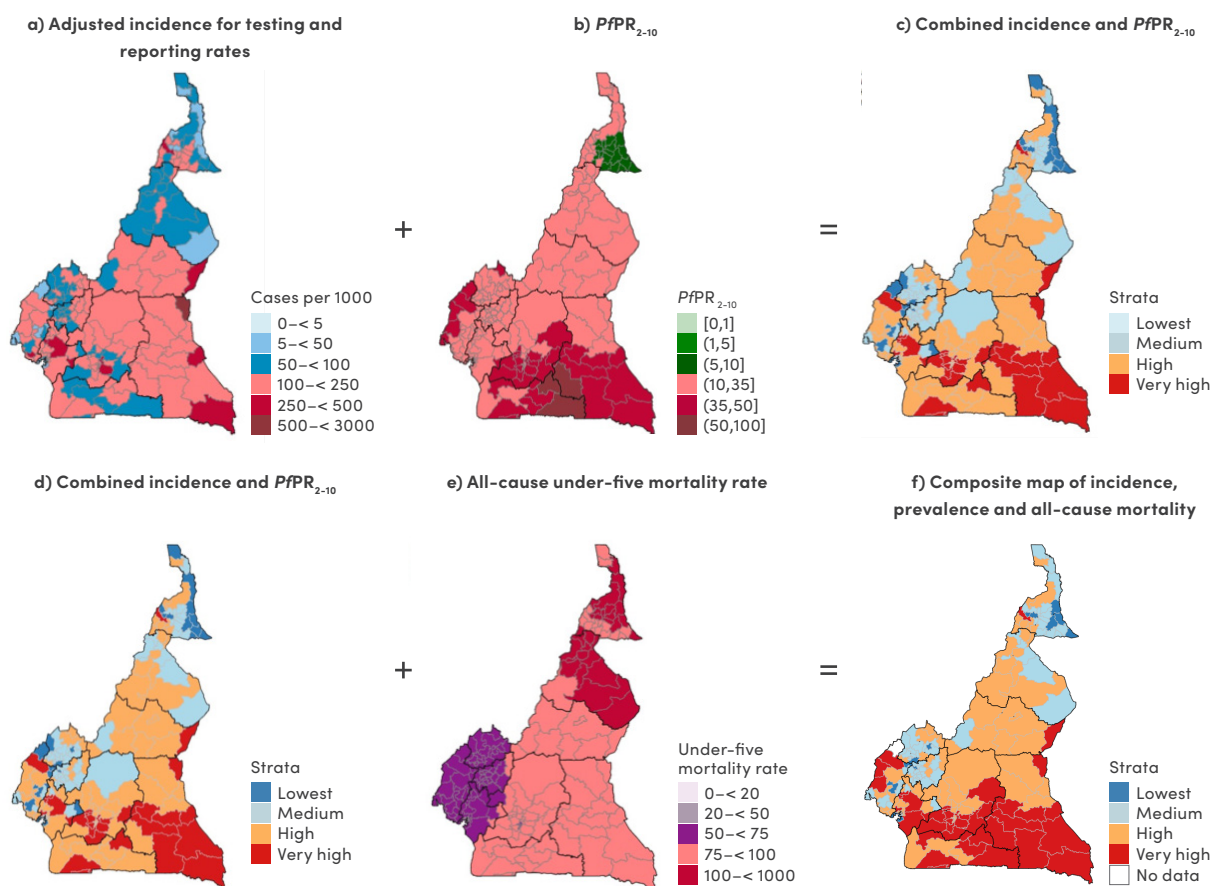 a) Adjusted incidence for testing and
reporting rates
b) PfPR2-10
c) Combined incidence and PfPR2-10
+
=
Cases per 1000
0–< 5
5–< 50
50–< 100
100–< 250
250–< 500
500–< 3000
PfPR 2-10
[0,1]
(1,5]
(5,10]
(10,35]
(35,50]
(50,100]
Strata
Lowest
Medium
High
Very high
d) Combined incidence and PfPR2-10
e) All-cause under-five mortality rate
f) Composite map of incidence,
prevalence and all-cause mortality
+
=
Strata
Lowest
Medium
High
Very high
Under-five
mortality rate
0–< 20
20–< 50
50–< 75
75–< 100
100–< 1000
Strata
Lowest
Medium
High
Very high
No data